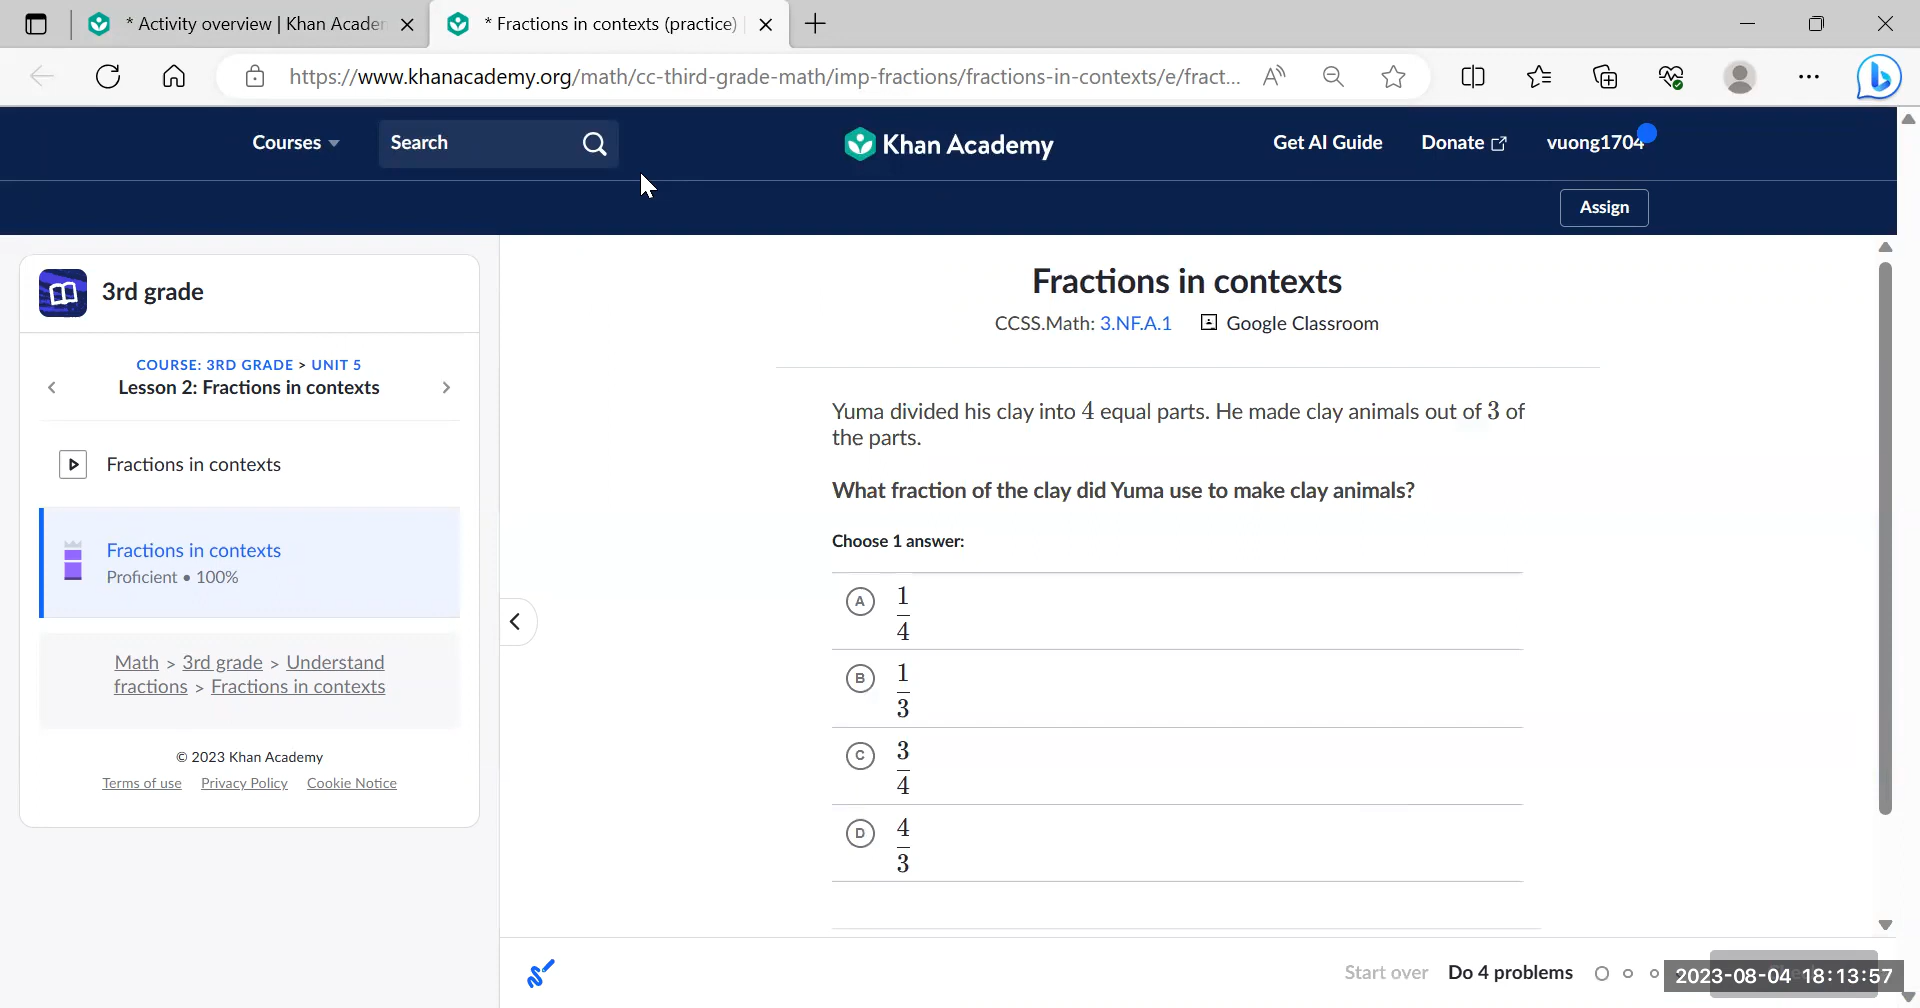 * Activity overview | Khan Acader
* Fractions in contexts (practice)
https://www.khanacademy.org/math/cc-third-grade-math/imp-fractions/fractions-in-contexts/e/fract...
Courses
Search
Khan Academy
Get AI Guide
Donate
vuong1704
Assign
3rd grade
COURSE: 3RD GRADE > UNIT 5
Lesson 2: Fractions in contexts
Fractions in contexts
Fractions in contexts
Proficient • 100%
Math > 3rd grade > Understand
fractions > Fractions in contexts
© 2023 Khan Academy
Terms of use Privacy Policy Cookie Notice
Fractions in contexts
CCSS.Math: 3.NF.A.1 Google Classroom
Yuma divided his clay into 4 equal parts. He made clay animals out of 3 of
the parts.
What fraction of the clay did Yuma use to make clay animals?
Choose 1 answer:
A 1/4
B 1/3
C 3/4
D 4/3
Start over Do 4 problems
2023-08-04 18:13:57